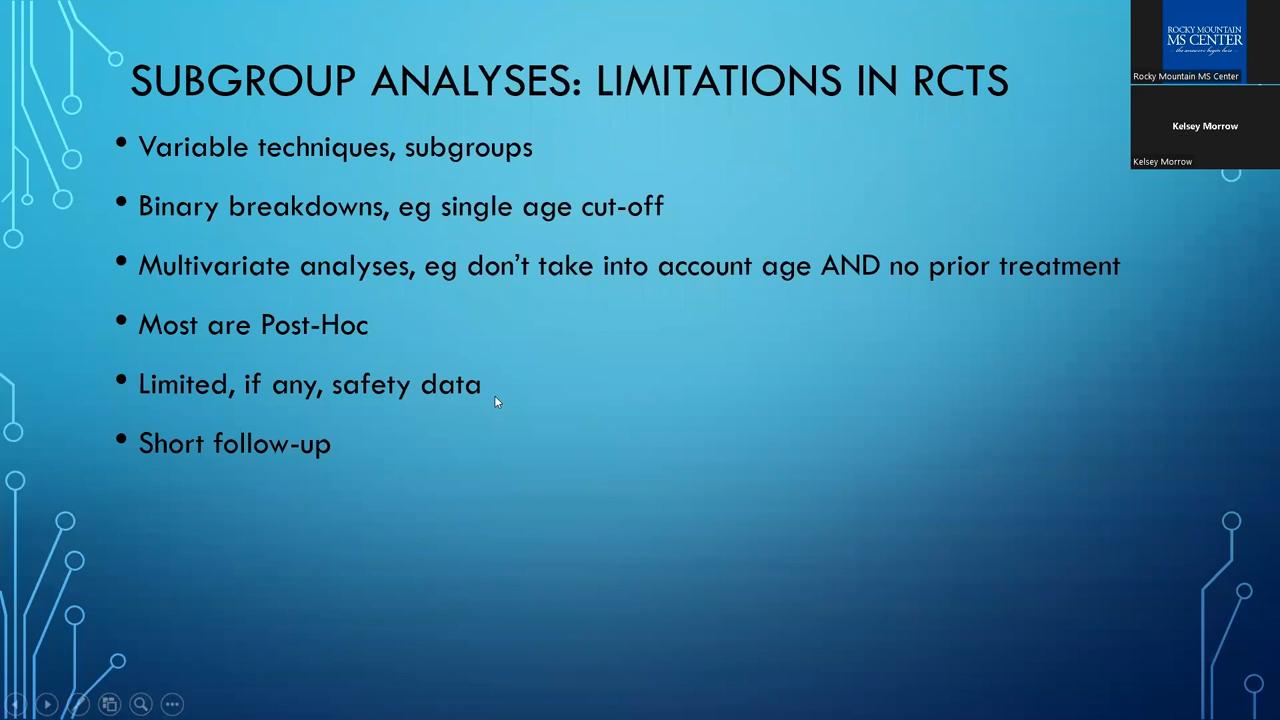 SUBGROUP ANALYSES: LIMITATIONS IN RCTS
• Variable techniques, subgroups
• Binary breakdowns, eg single age cut-off
• Multivariate analyses, eg don't take into account age AND no prior treatment
• Most are Post-Hoc
• Limited, if any, safety data
• Short follow-up
ROCKY MOUNTAIN
MS CENTER
the answers begin here
Rocky Mountain MS Center
Kelsey Morrow
Kelsey Morrow